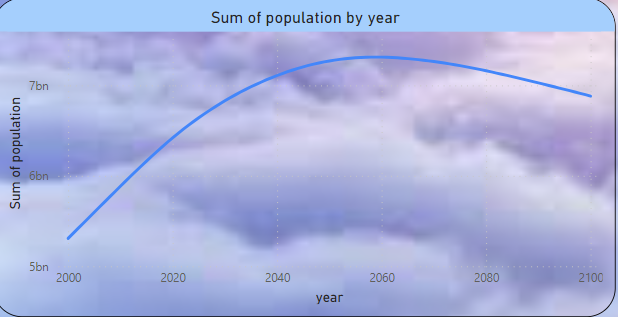 Sum of population by year
Sum of population
7bn
6bn
5bn
2000 2020 2040 2060 2080 2100
year